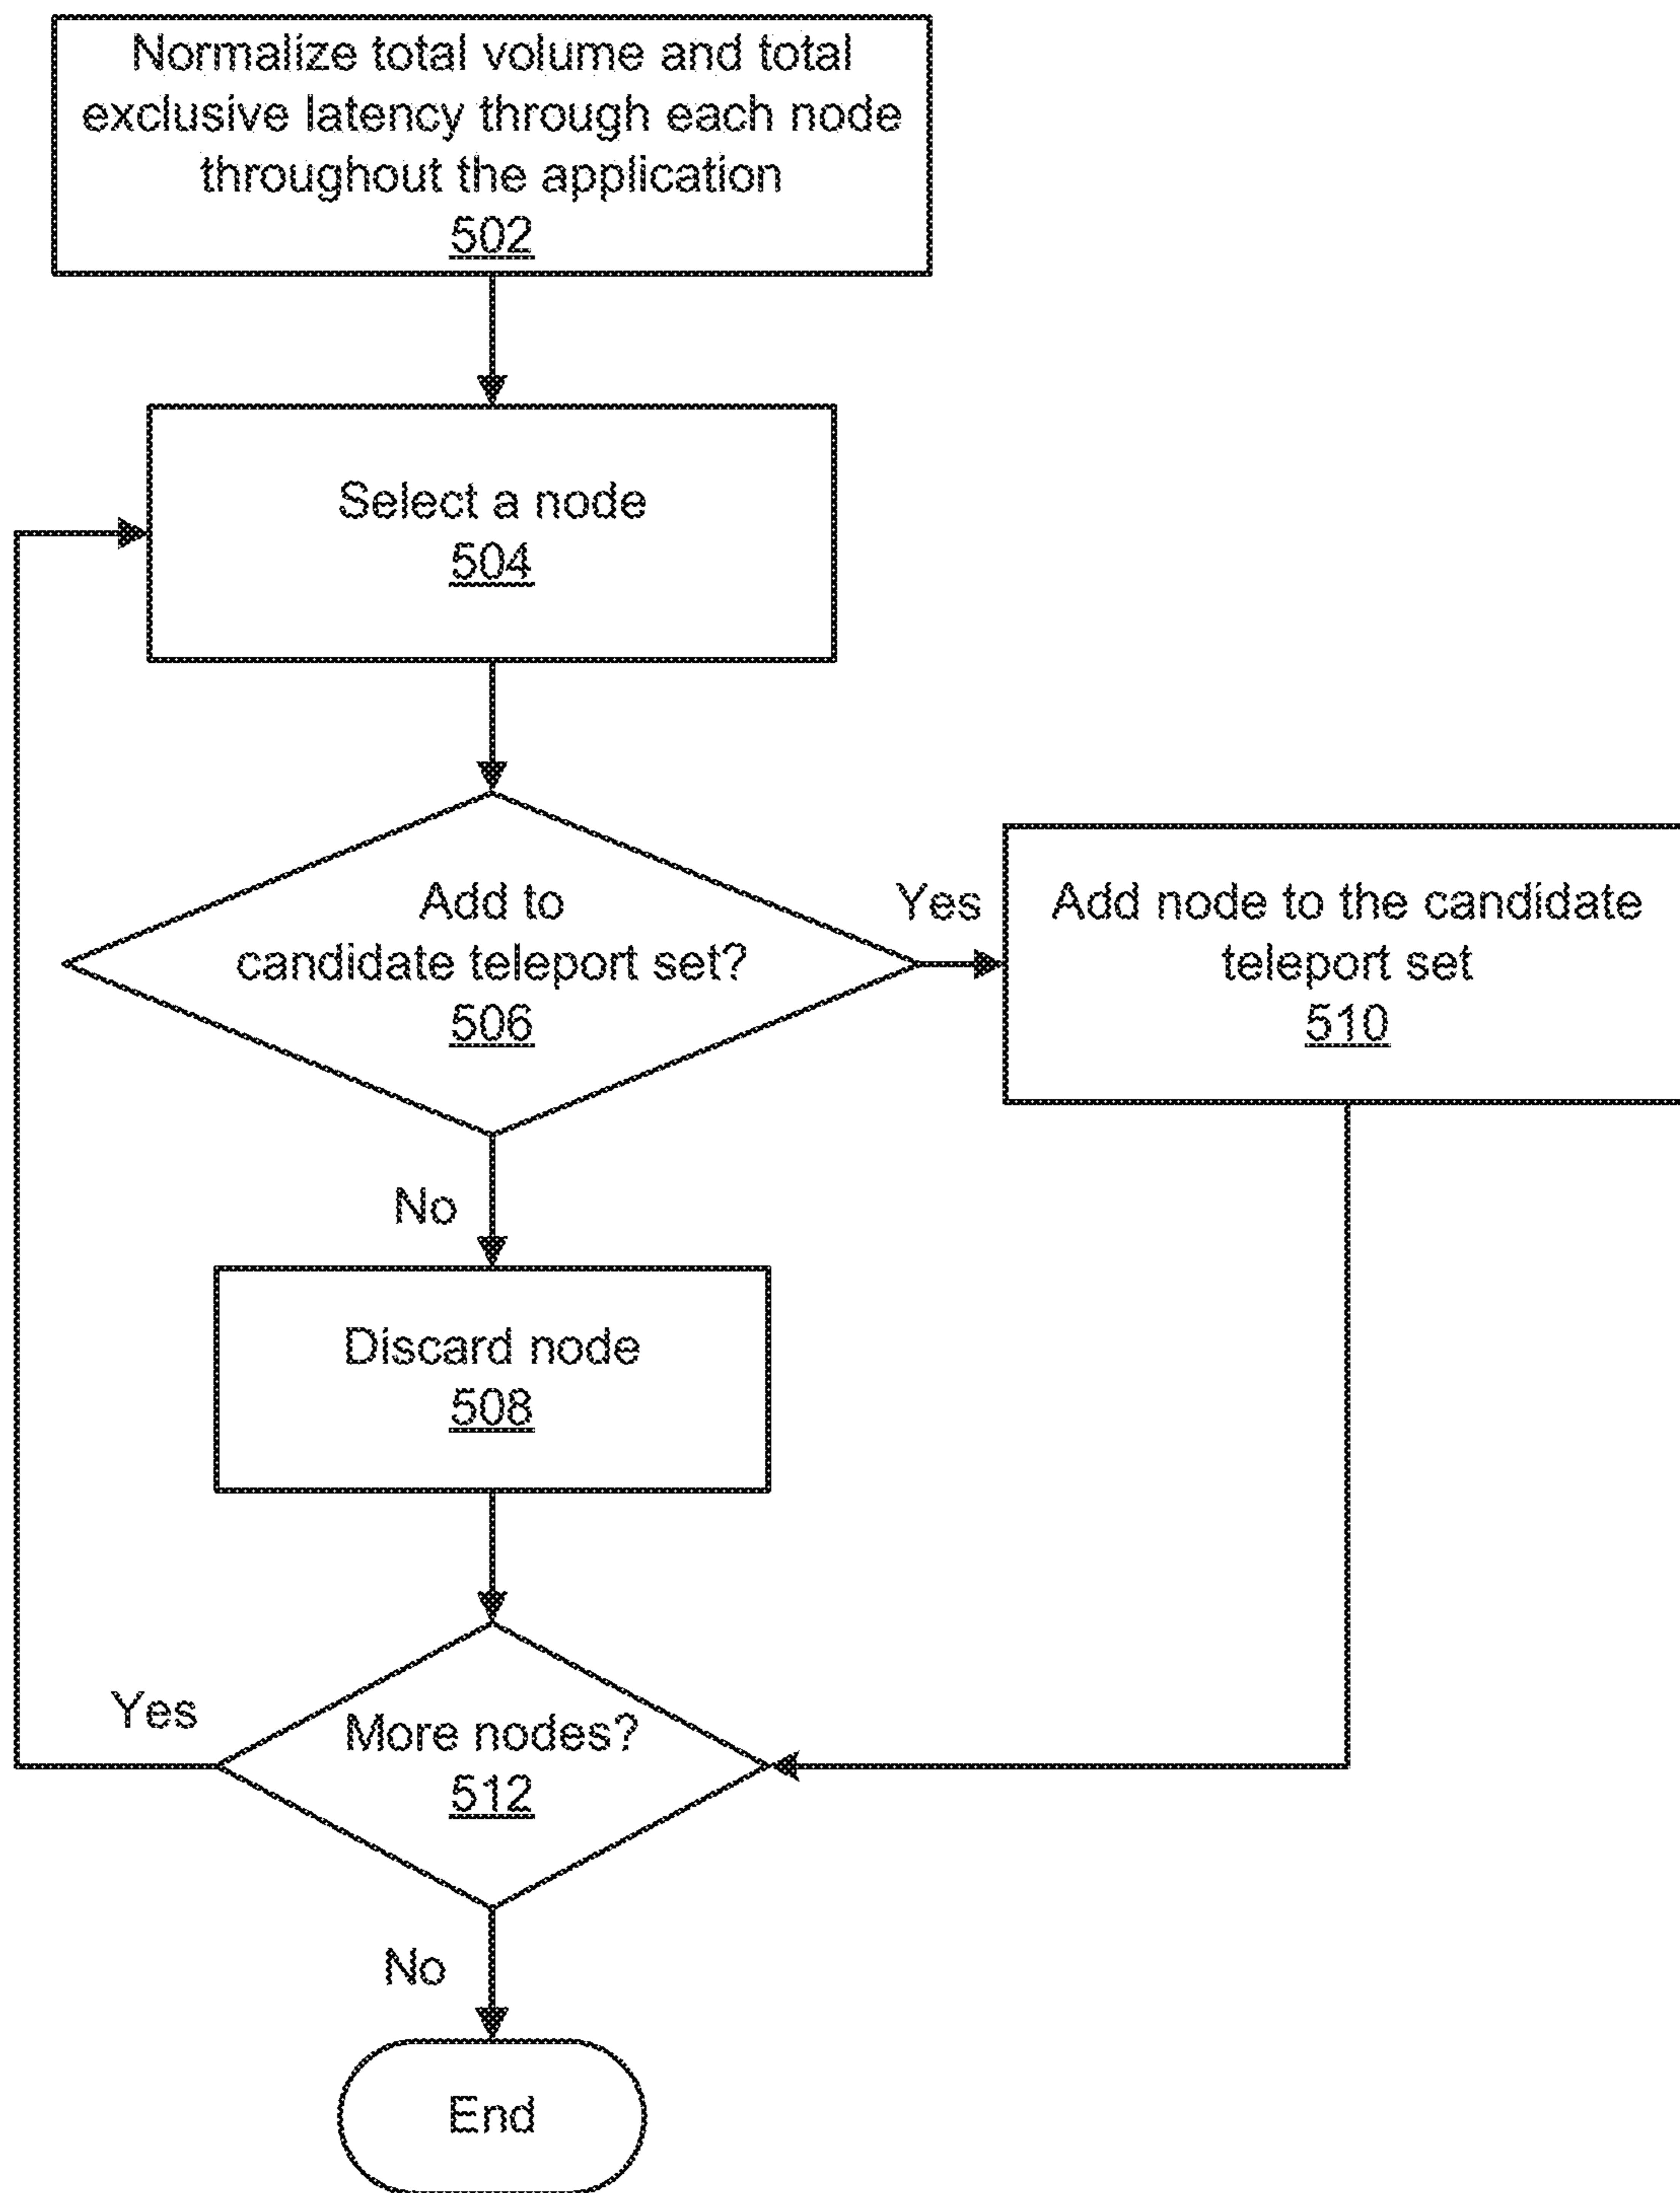 Normalize total volume and total
exclusive latency through each node
throughout the application
502
Select a node
504
Add to
candidate teleport set?
506
Yes
Add node to the candidate
teleport set
510
No
Discard node
508
Yes
More nodes?
512
No
End